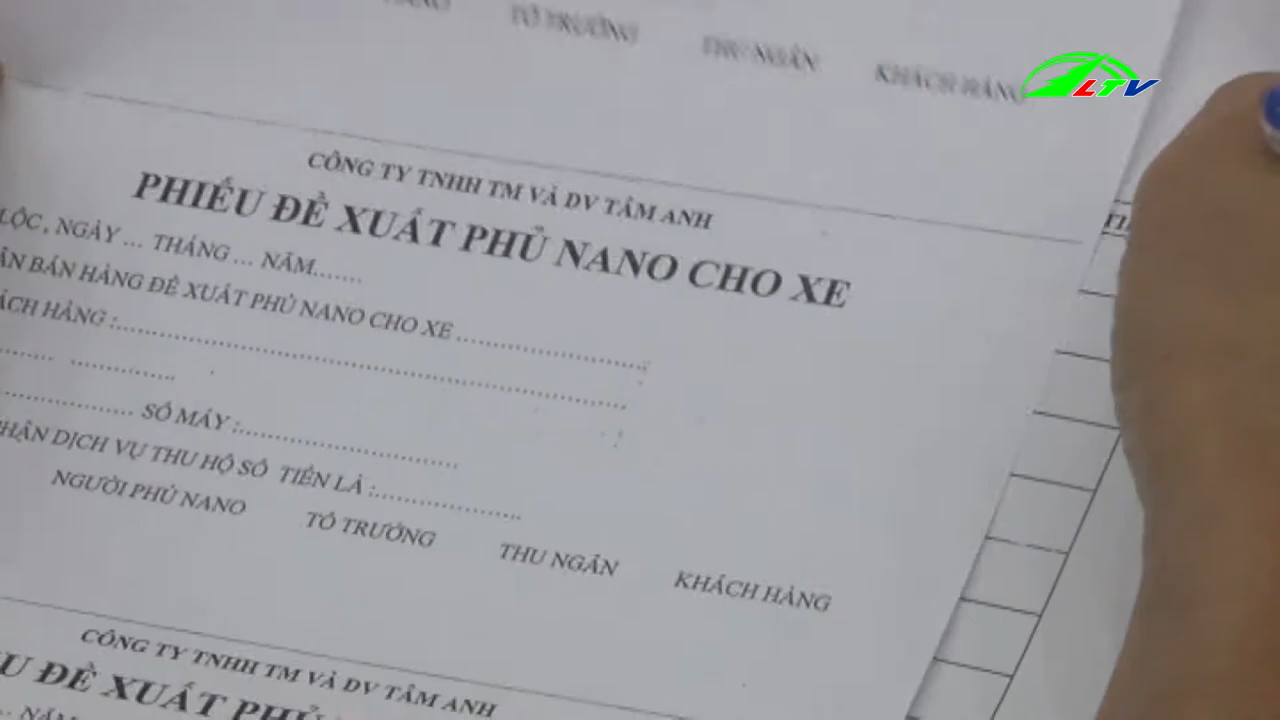 TỔ TRƯỞNG THU NGÂN KHÁCH HÀNG
LTV
CÔNG TY TNHH TM VÀ DV TÂM ANH
PHIẾU ĐỀ XUẤT PHỦ NANO CHO XE
LỘC, NGÀY ... THÁNG ... NĂM.......
BÁN HÀNG ĐỀ XUẤT PHỦ NANO CHO XE ..............................
HÀNG :................................................................................
.......... ................
..................... SỐ MÁY :.................................
DỊCH VỤ THU HỘ SỐ TIỀN LÀ :......................
NGƯỜI PHỦ NANO TỔ TRƯỞNG THU NGÂN KHÁCH HÀNG
CÔNG TY TNHH TM VÀ DV TÂM ANH
ĐỀ XUẤT PHỦ